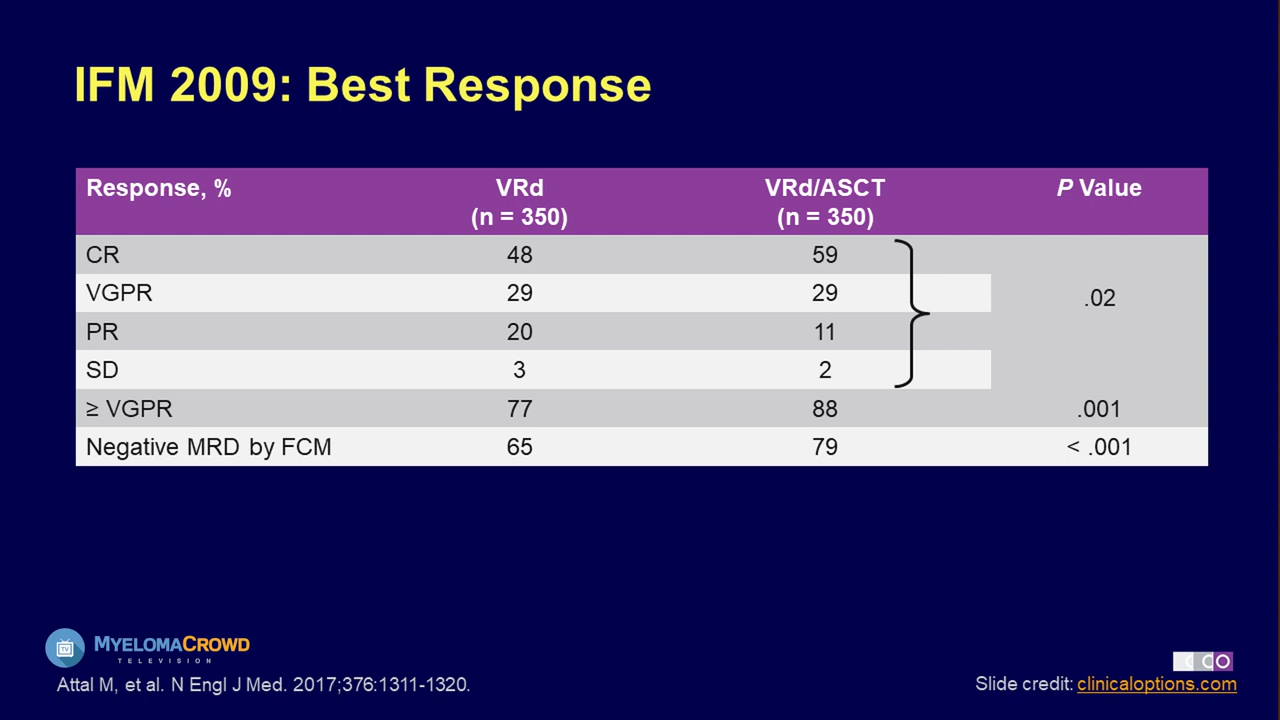 IFM 2009: Best Response
Response, % VRd VRd/ASCT P Value
(n = 350) (n = 350)
CR 48 59
VGPR 29 29 .02
PR 20 11
SD 3 2
≥ VGPR 77 88 .001
Negative MRD by FCM 65 79 < .001
TV MYELOMACROWD
TELEVISION
CCO
Attal M, et al. N Engl J Med. 2017;376:1311-1320.
Slide credit: clinicaloptions.com